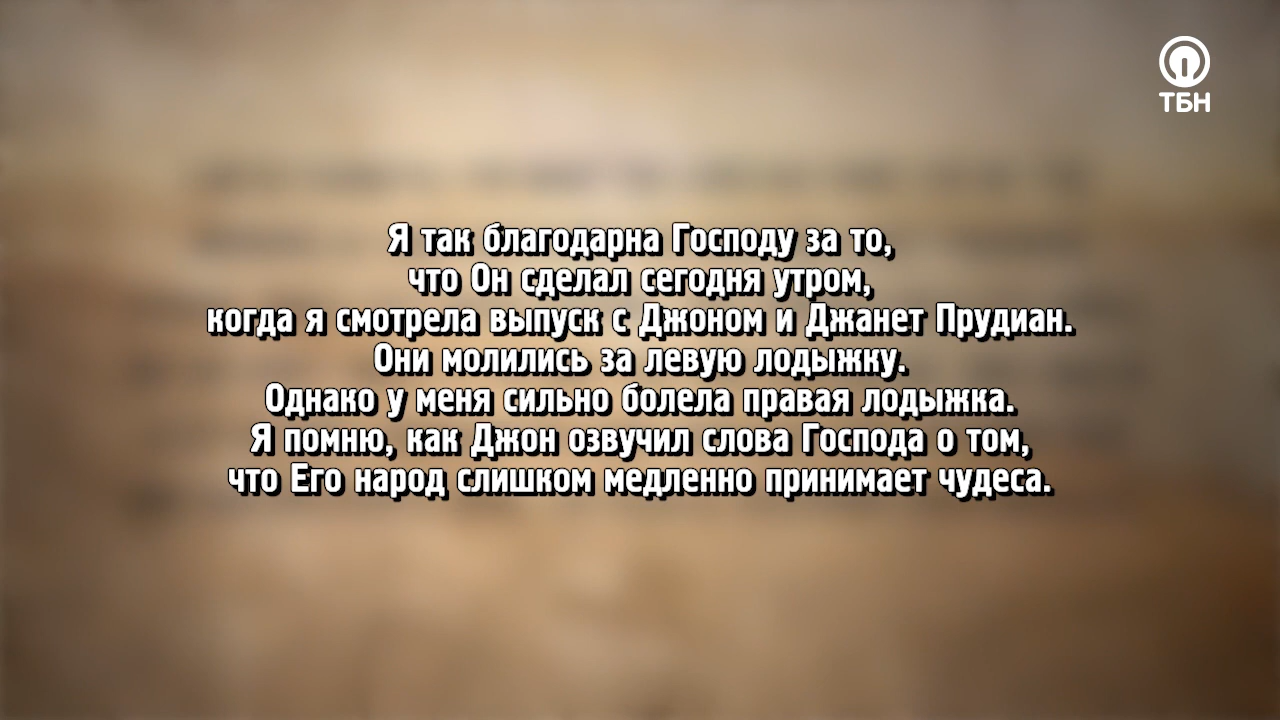 ТБН
Я так благодарна Господу за то,
что Он сделал сегодня утром,
когда я смотрела выпуск с Джоном и Джанет Прудиан.
Они молились за левую лодыжку.
Однако у меня сильно болела правая лодыжка.
Я помню, как Джон озвучил слова Господа о том,
что Его народ слишком медленно принимает чудеса.